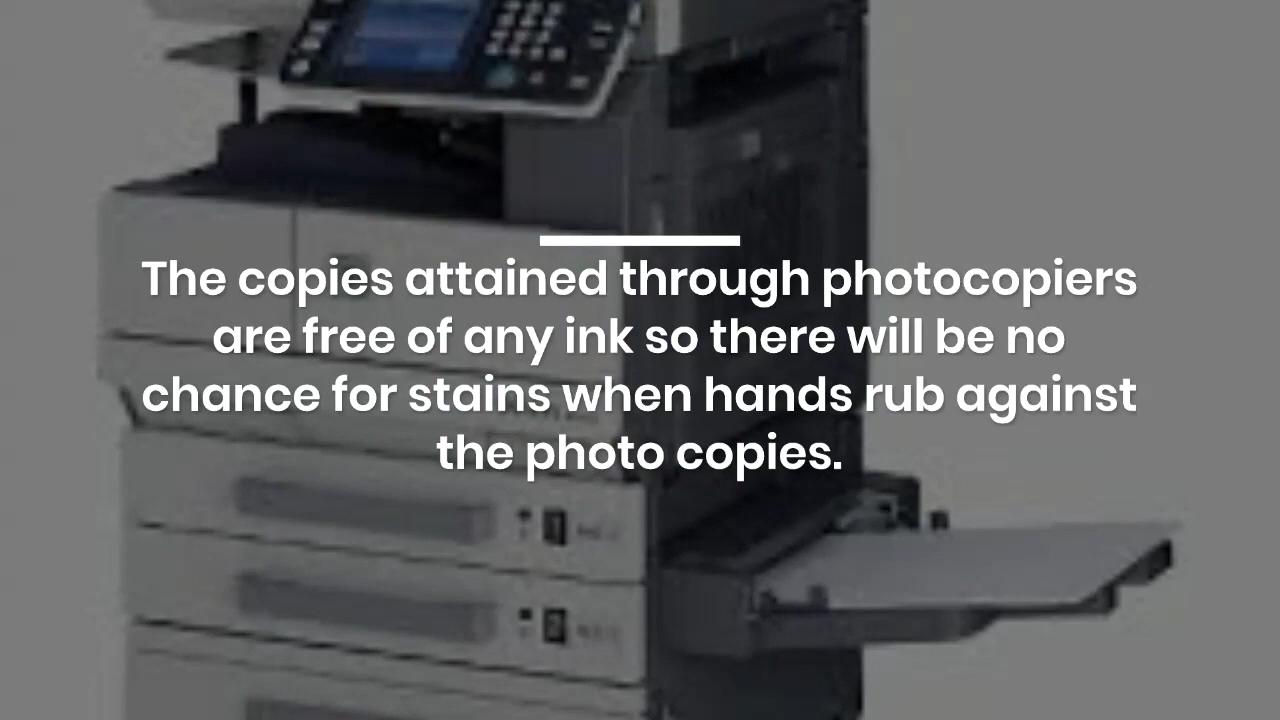 The copies attained through photocopiers
are free of any ink so there will be no
chance for stains when hands rub against
the photo copies.